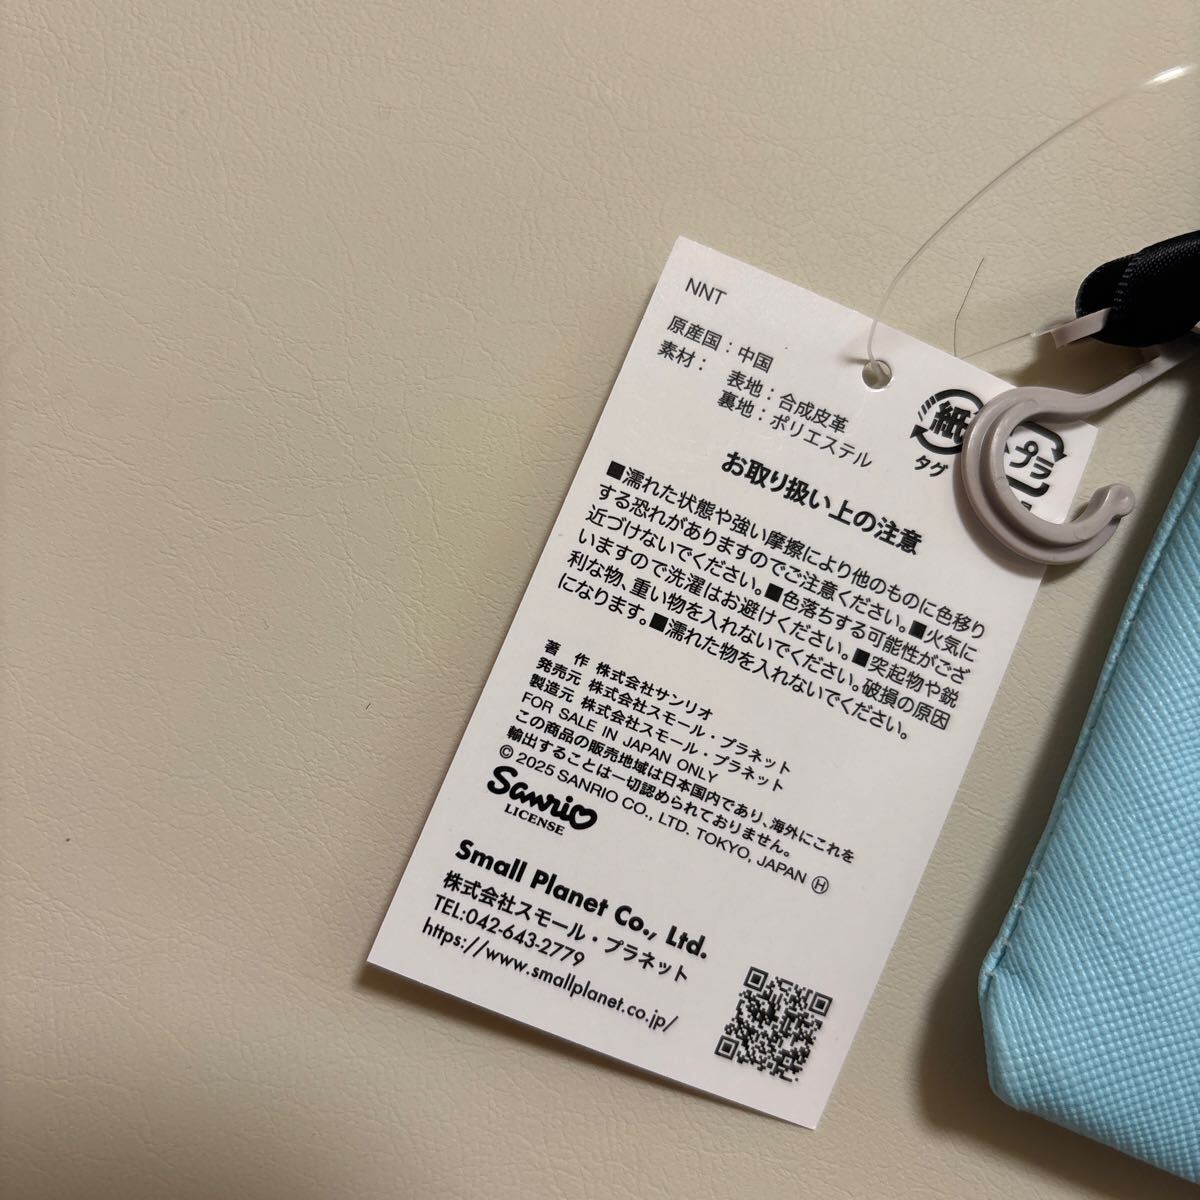 NNT
原産国：中国
素材：
表地：合成皮革
裏地：ポリエステル
紙
タグ
プラ
お取り扱い上の注意
■濡れた状態や強い摩擦により他のものに色移り
する恐れがありますのでご注意ください。■火気に
近づけないでください。■色落ちする可能性がござ
いますので洗濯はお避けください。■突起物や鋭
利な物、重い物を入れないでください。破損の原因
になります。■濡れた物を入れないでください。
著 作 株式会社サンリオ
発売元 株式会社スモール・プラネット
製造元 株式会社スモール・プラネット
FOR SALE IN JAPAN ONLY
この商品の販売地域は日本国内であり、海外にこれを
輸出することは一切認められておりません。
© 2025 SANRIO CO., LTD. TOKYO, JAPAN Ⓗ
Sanrio
LICENSE
Small Planet Co., Ltd.
株式会社スモール・プラネット
TEL:042-643-2779
https://www.smallplanet.co.jp/